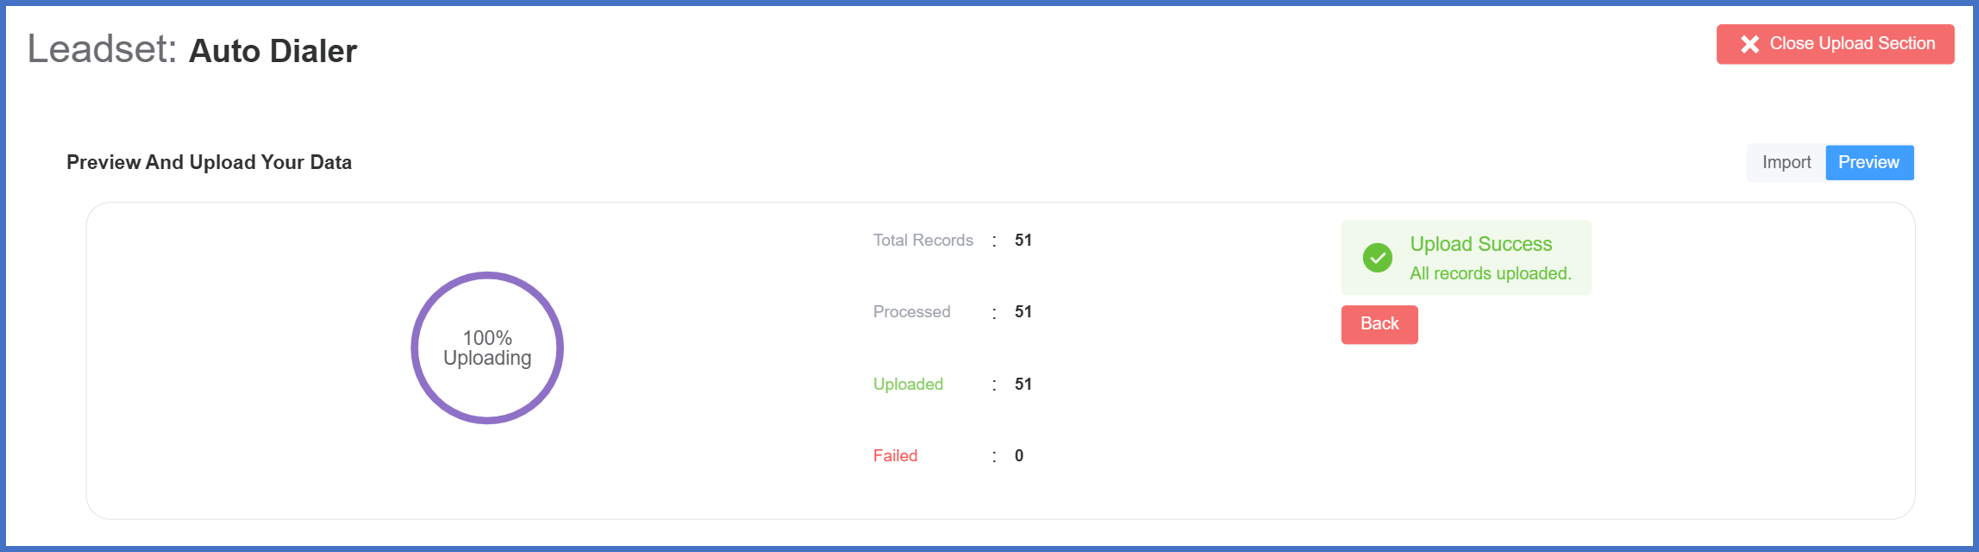 Leadset: Auto Dialer
Close Upload Section
Preview And Upload Your Data
Import
Preview
100%
Uploading
Total Records : 51
Processed : 51
Uploaded : 51
Failed : 0
Upload Success
All records uploaded.
Back